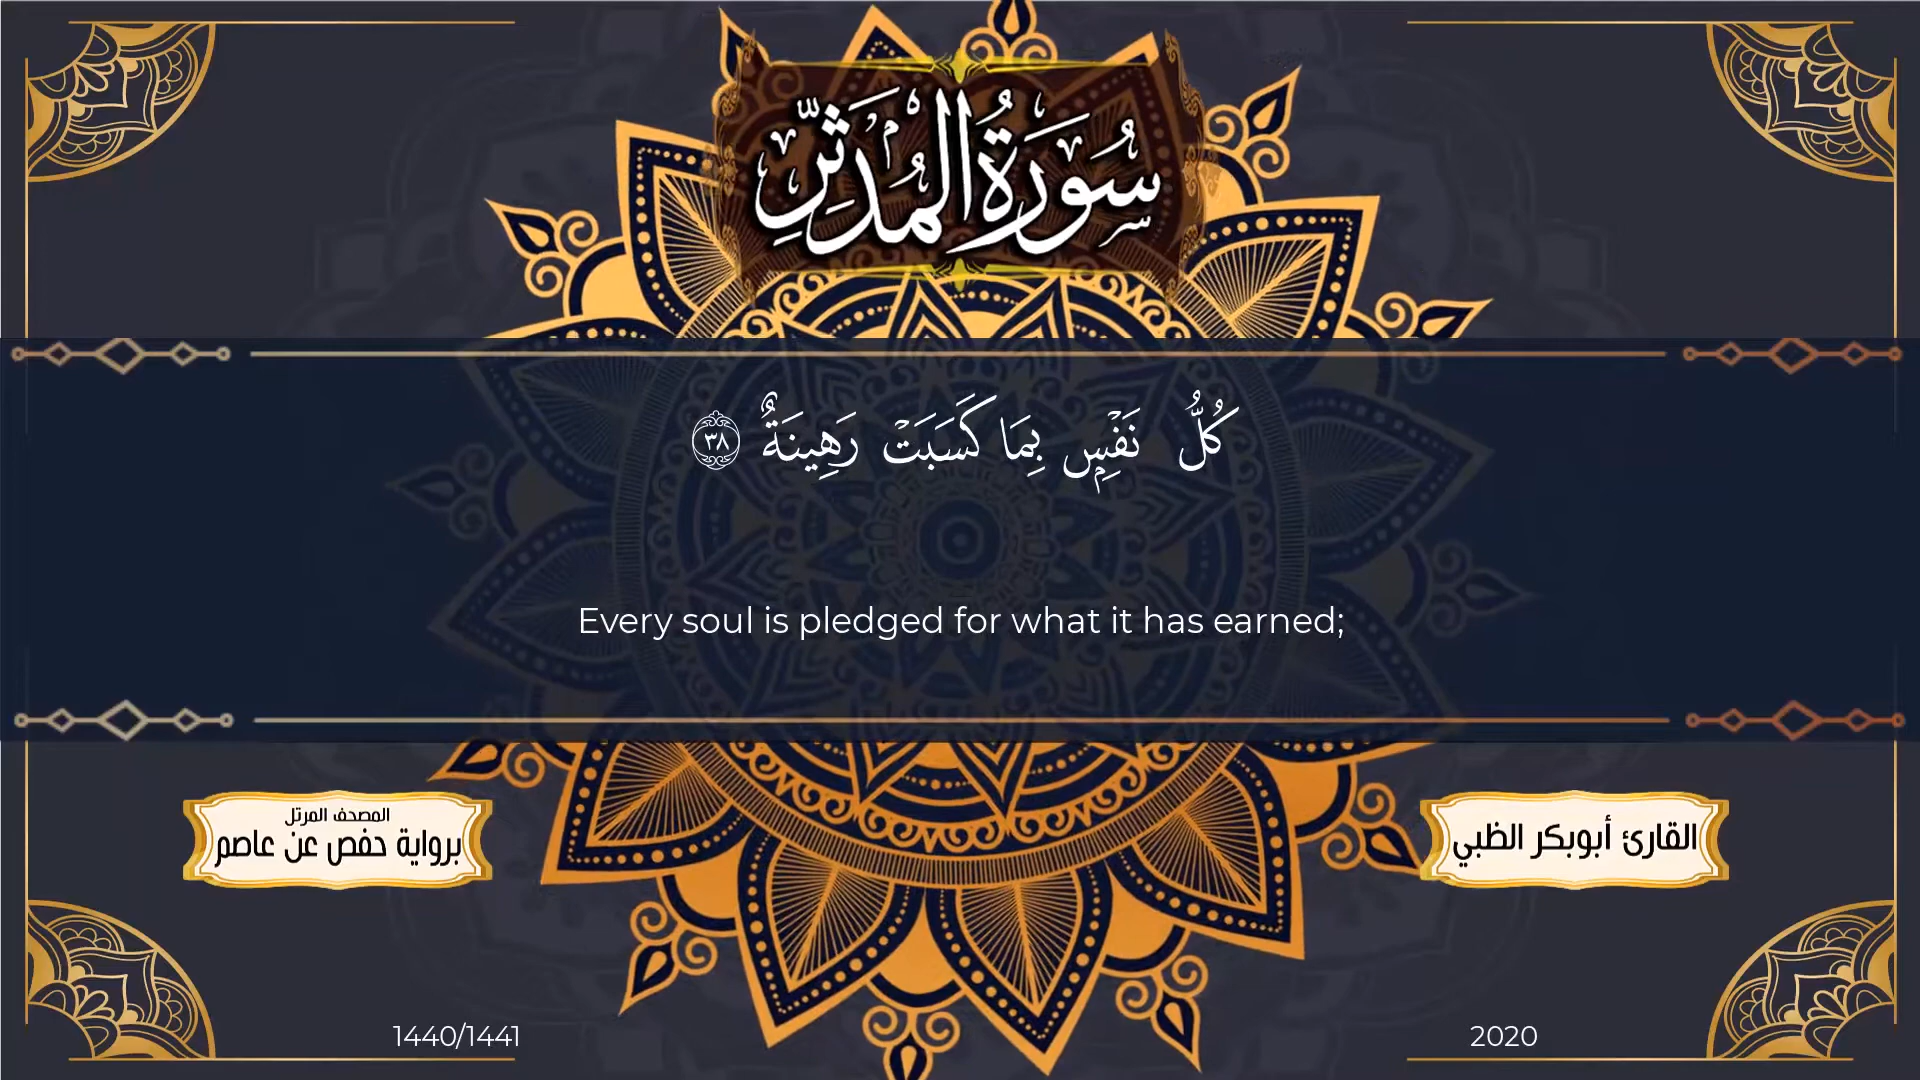 سُورَةُ المُدَّثِّرِ
كُلُّ نَفْسٍۭ بِمَا كَسَبَتْ رَهِينَةٌ ٣٨
Every soul is pledged for what it has earned;
المصحف المرتل
برواية حفص عن عاصم
القارئ أبوبكر الظبي
1440/1441
2020